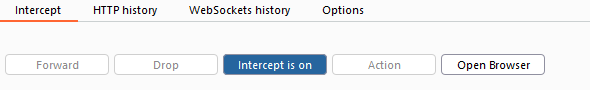 Intercept HTTP history WebSockets history Options
Forward Drop Intercept is on Action Open Browser